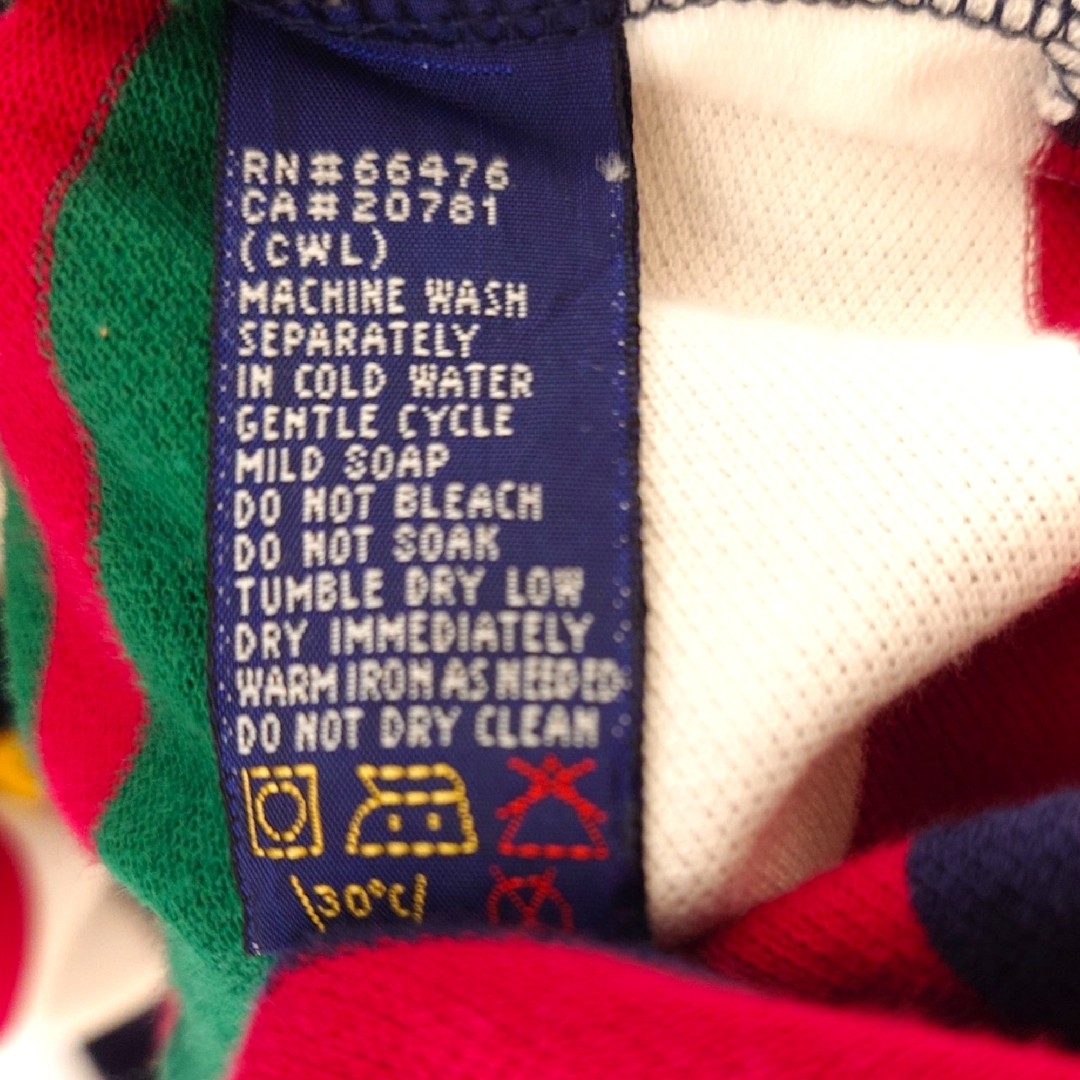 RN#66476
CA#20781
(CWL)
MACHINE WASH
SEPARATELY
IN COLD WATER
GENTLE CYCLE
MILD SOAP
DO NOT BLEACH
DO NOT SOAK
TUMBLE DRY LOW
DRY IMMEDIATELY
WARM IRON AS NEEDED
DO NOT DRY CLEAN
30°C